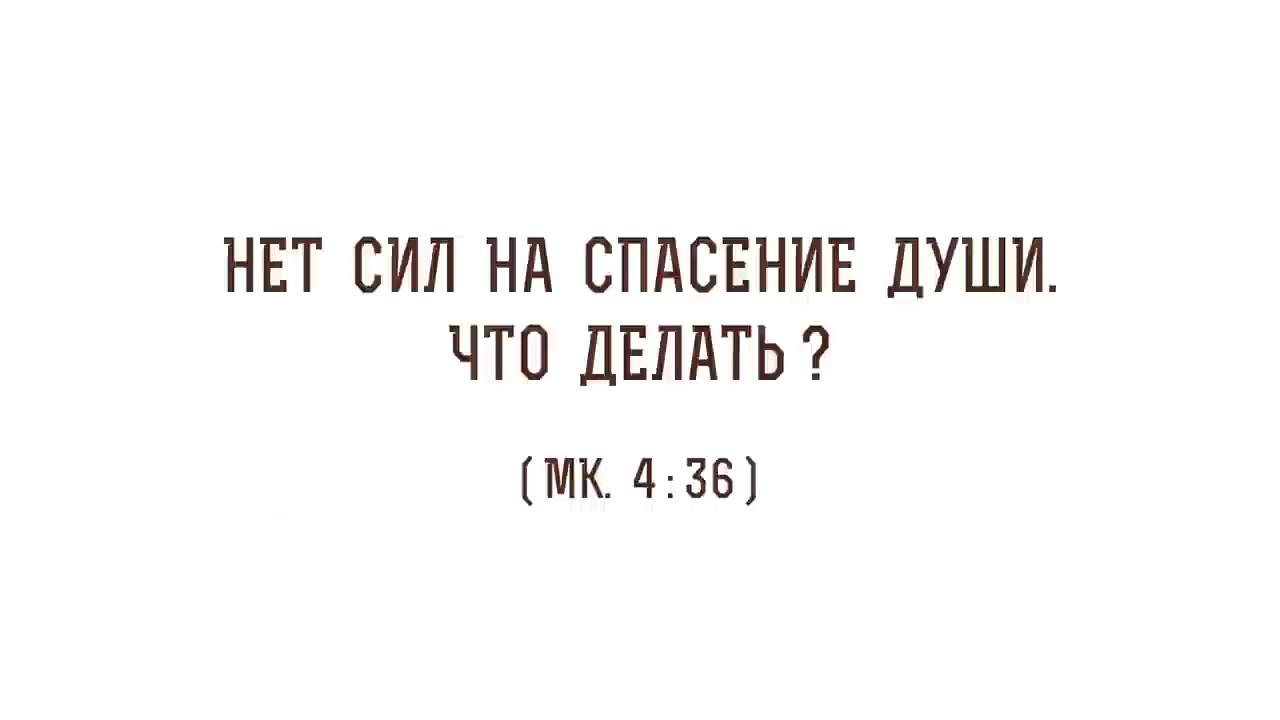 НЕТ СИЛ НА СПАСЕНИЕ ДУШИ.
ЧТО ДЕЛАТЬ?
(МК. 4:36)